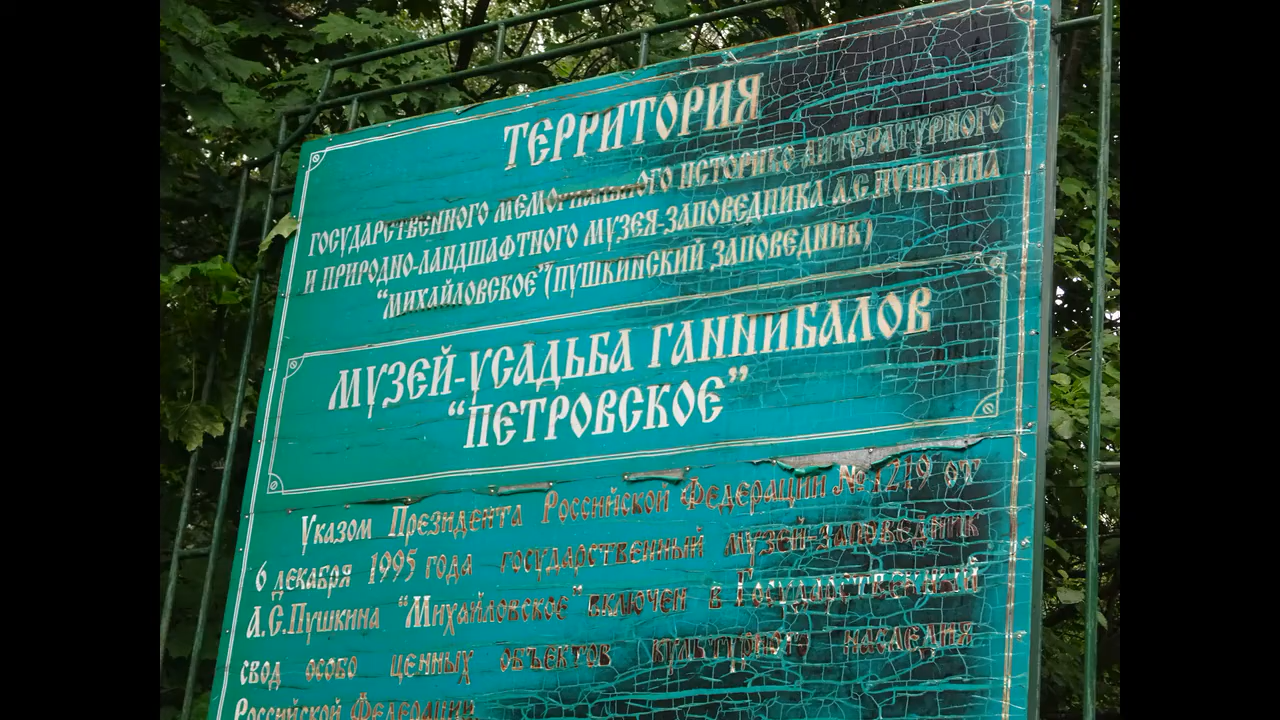 ТЕРРИТОРИЯ
ГОСУДАРСТВЕННОГО МЕМОРИАЛЬНОГО ИСТОРИКО ЛИТЕРАТУРНОГО
И ПРИРОДНО-ЛАНДШАФТНОГО МУЗЕЯ-ЗАПОВЕДНИКА А.С ПУШКИНА
“МИХАЙЛОВСКОЕ” (ПУШКИНСКИЙ ЗАПОВЕДНИК)
МУЗЕЙ-УСАДЬБА ГАННИБАЛОВ
“ПЕТРОВСКОЕ”
Указом Президента Российской Федерации №1219 от
6 декабря 1995 года государственный музей-заповедник
А.С.Пушкина “Михайловское” включен в Государственный
свод особо ценных объектов культурного наследия
Российской Федерации.